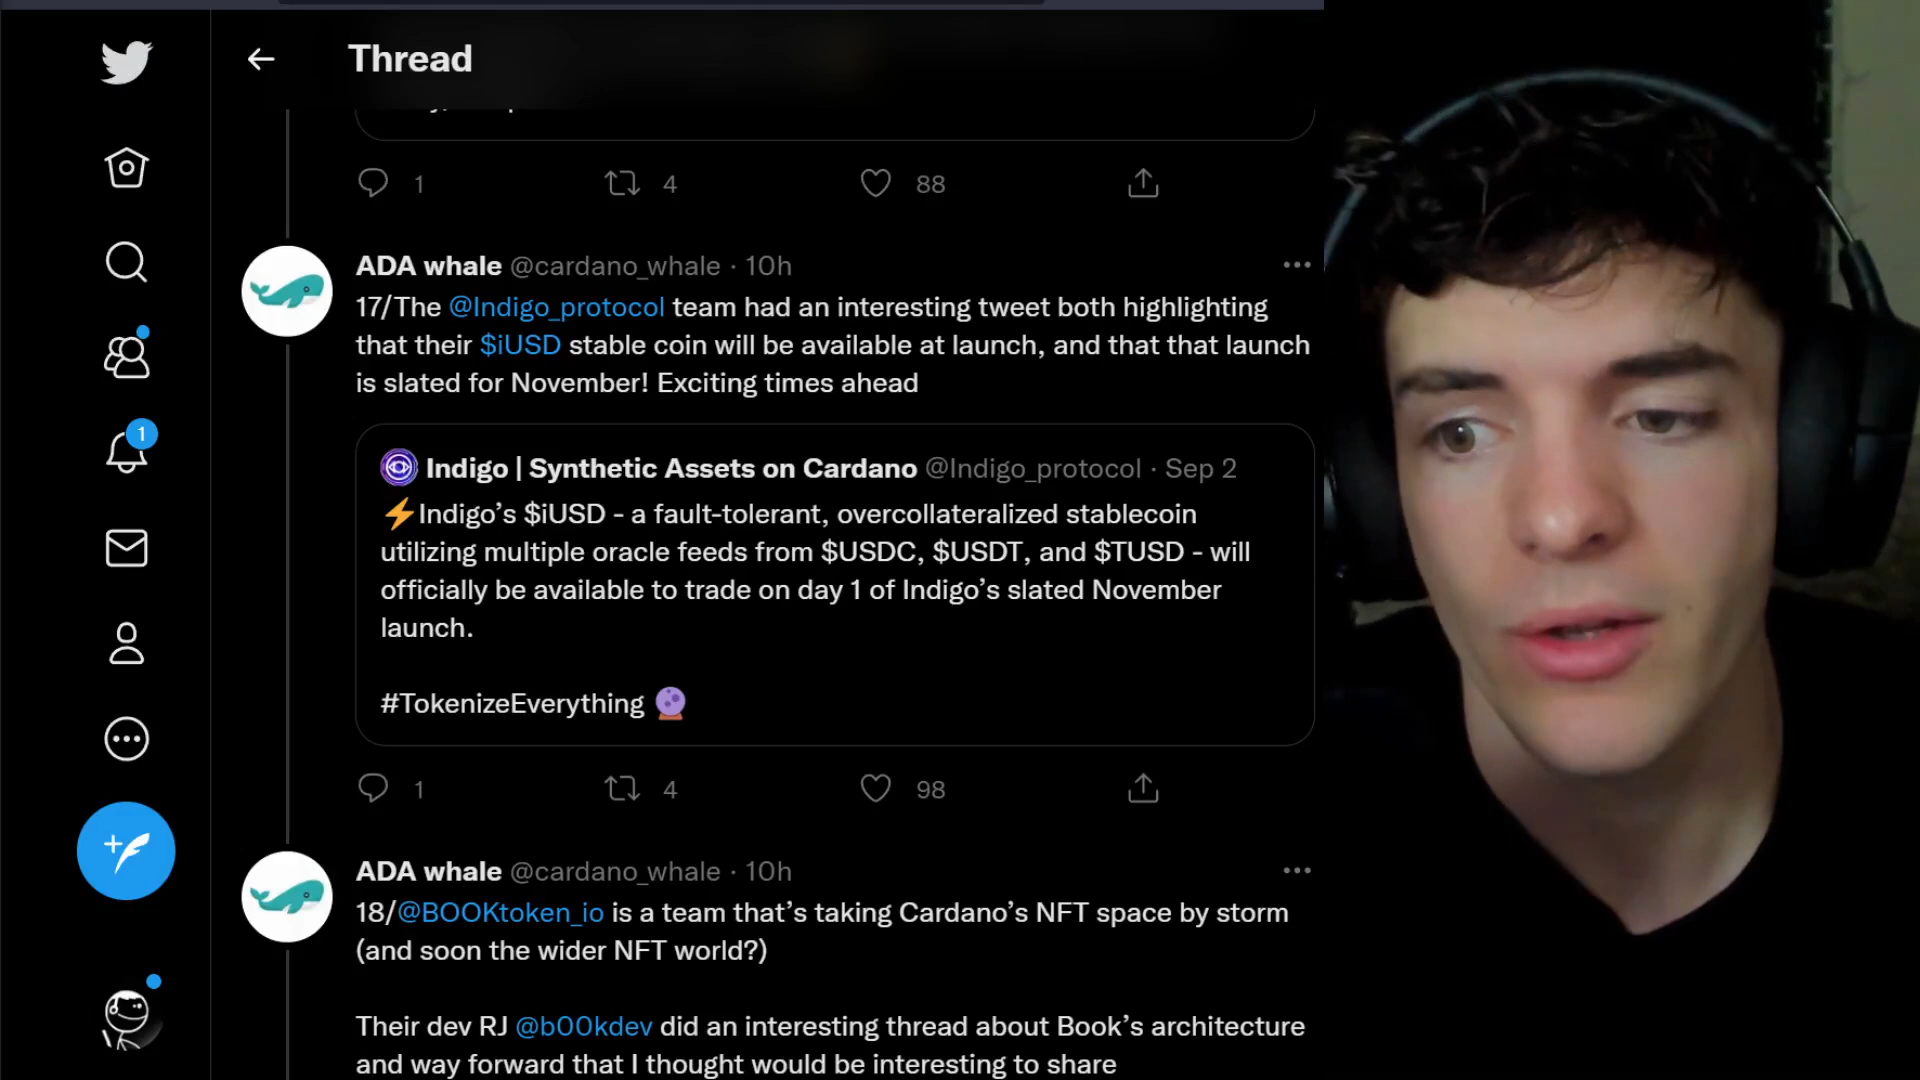 Thread
1 4 88
ADA whale @cardano_whale · 10h
17/The @Indigo_protocol team had an interesting tweet both highlighting
that their $iUSD stable coin will be available at launch, and that that launch
is slated for November! Exciting times ahead
Indigo | Synthetic Assets on Cardano @Indigo_protocol · Sep 2
⚡Indigo’s $iUSD - a fault-tolerant, overcollateralized stablecoin
utilizing multiple oracle feeds from $USDC, $USDT, and $TUSD - will
officially be available to trade on day 1 of Indigo’s slated November
launch.
#TokenizeEverything 🔮
1 4 98
ADA whale @cardano_whale · 10h
18/@BOOKtoken_io is a team that’s taking Cardano’s NFT space by storm
(and soon the wider NFT world?)
Their dev RJ @b00kdev did an interesting thread about Book’s architecture
and way forward that I thought would be interesting to share
1